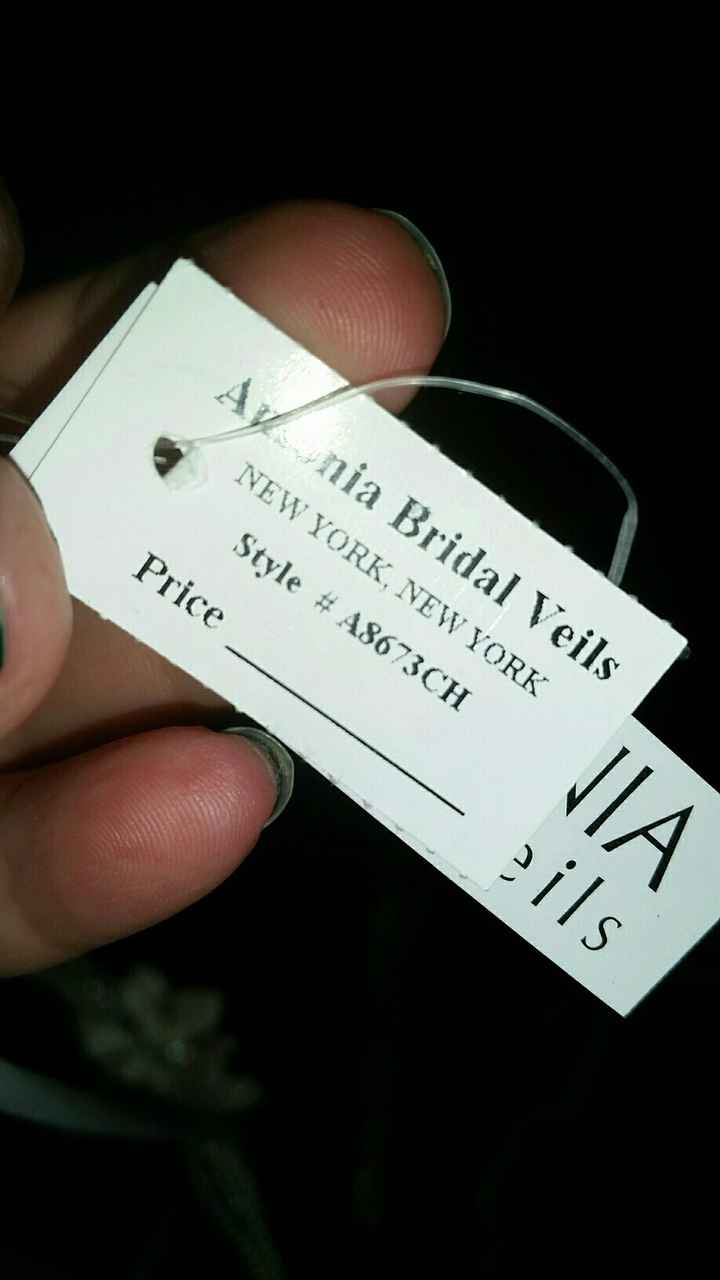 Bridal Veils
NEW YORK, NEW YORK
Style # A8673CH
Price
NIA
eils